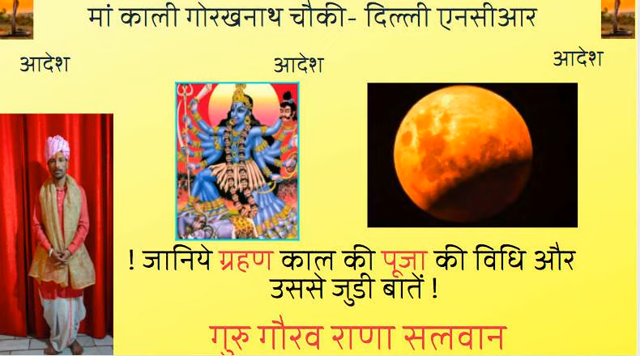 मां काली गोरखनाथ चौकी- दिल्ली एनसीआर
आदेश आदेश आदेश
! जानिये ग्रहण काल की पूजा की विधि और
उससे जुडी बातें !
गुरु गौरव राणा सलवान